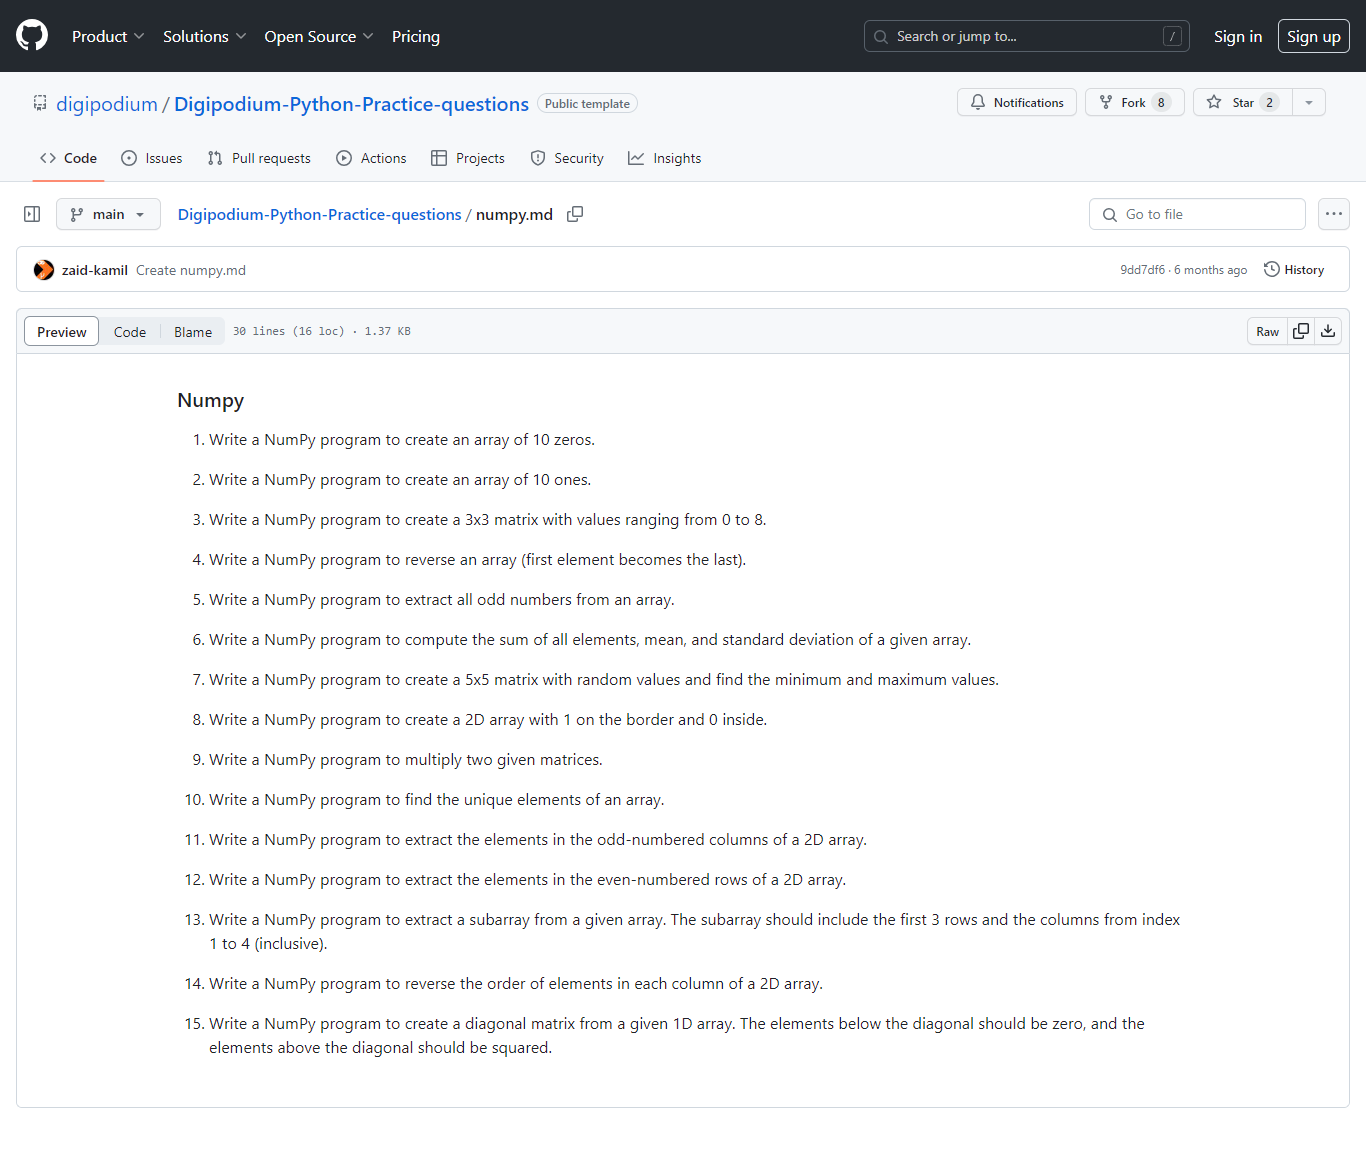 Product Solutions Open Source Pricing Search or jump to... / Sign in Sign up
digipodium / Digipodium-Python-Practice-questions Public template Notifications Fork 8 Star 2
Code Issues Pull requests Actions Projects Security Insights
main Digipodium-Python-Practice-questions / numpy.md Go to file
zaid-kamil Create numpy.md 9dd7df6 · 6 months ago History
Preview Code Blame 30 lines (16 loc) · 1.37 KB Raw
Numpy
1. Write a NumPy program to create an array of 10 zeros.
2. Write a NumPy program to create an array of 10 ones.
3. Write a NumPy program to create a 3x3 matrix with values ranging from 0 to 8.
4. Write a NumPy program to reverse an array (first element becomes the last).
5. Write a NumPy program to extract all odd numbers from an array.
6. Write a NumPy program to compute the sum of all elements, mean, and standard deviation of a given array.
7. Write a NumPy program to create a 5x5 matrix with random values and find the minimum and maximum values.
8. Write a NumPy program to create a 2D array with 1 on the border and 0 inside.
9. Write a NumPy program to multiply two given matrices.
10. Write a NumPy program to find the unique elements of an array.
11. Write a NumPy program to extract the elements in the odd-numbered columns of a 2D array.
12. Write a NumPy program to extract the elements in the even-numbered rows of a 2D array.
13. Write a NumPy program to extract a subarray from a given array. The subarray should include the first 3 rows and the columns from index
1 to 4 (inclusive).
14. Write a NumPy program to reverse the order of elements in each column of a 2D array.
15. Write a NumPy program to create a diagonal matrix from a given 1D array. The elements below the diagonal should be zero, and the
elements above the diagonal should be squared.